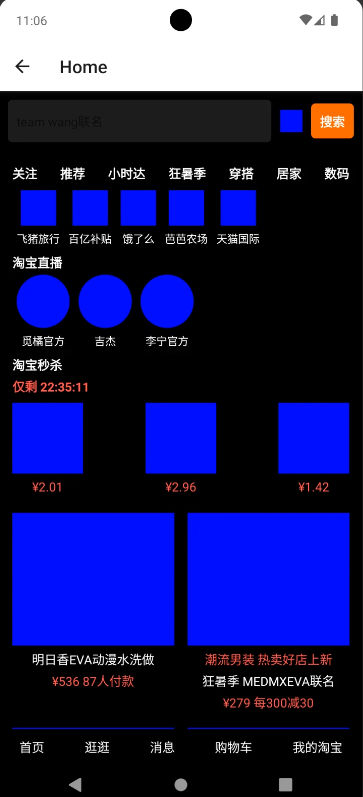 11:06
Home
team wang联名
搜索
关注 推荐 小时达 狂暑季 穿搭 居家 数码
飞猪旅行 百亿补贴 饿了么 芭芭农场 天猫国际
淘宝直播
觅橘官方 吉杰 李宁官方
淘宝秒杀
仅剩 22:35:11
¥2.01 ¥2.96 ¥1.42
明日香EVA动漫水洗做
¥536 87人付款
潮流男装 热卖好店上新
狂暑季 MEDMXEVA联名
¥279 每300减30
首页 逛逛 消息 购物车 我的淘宝